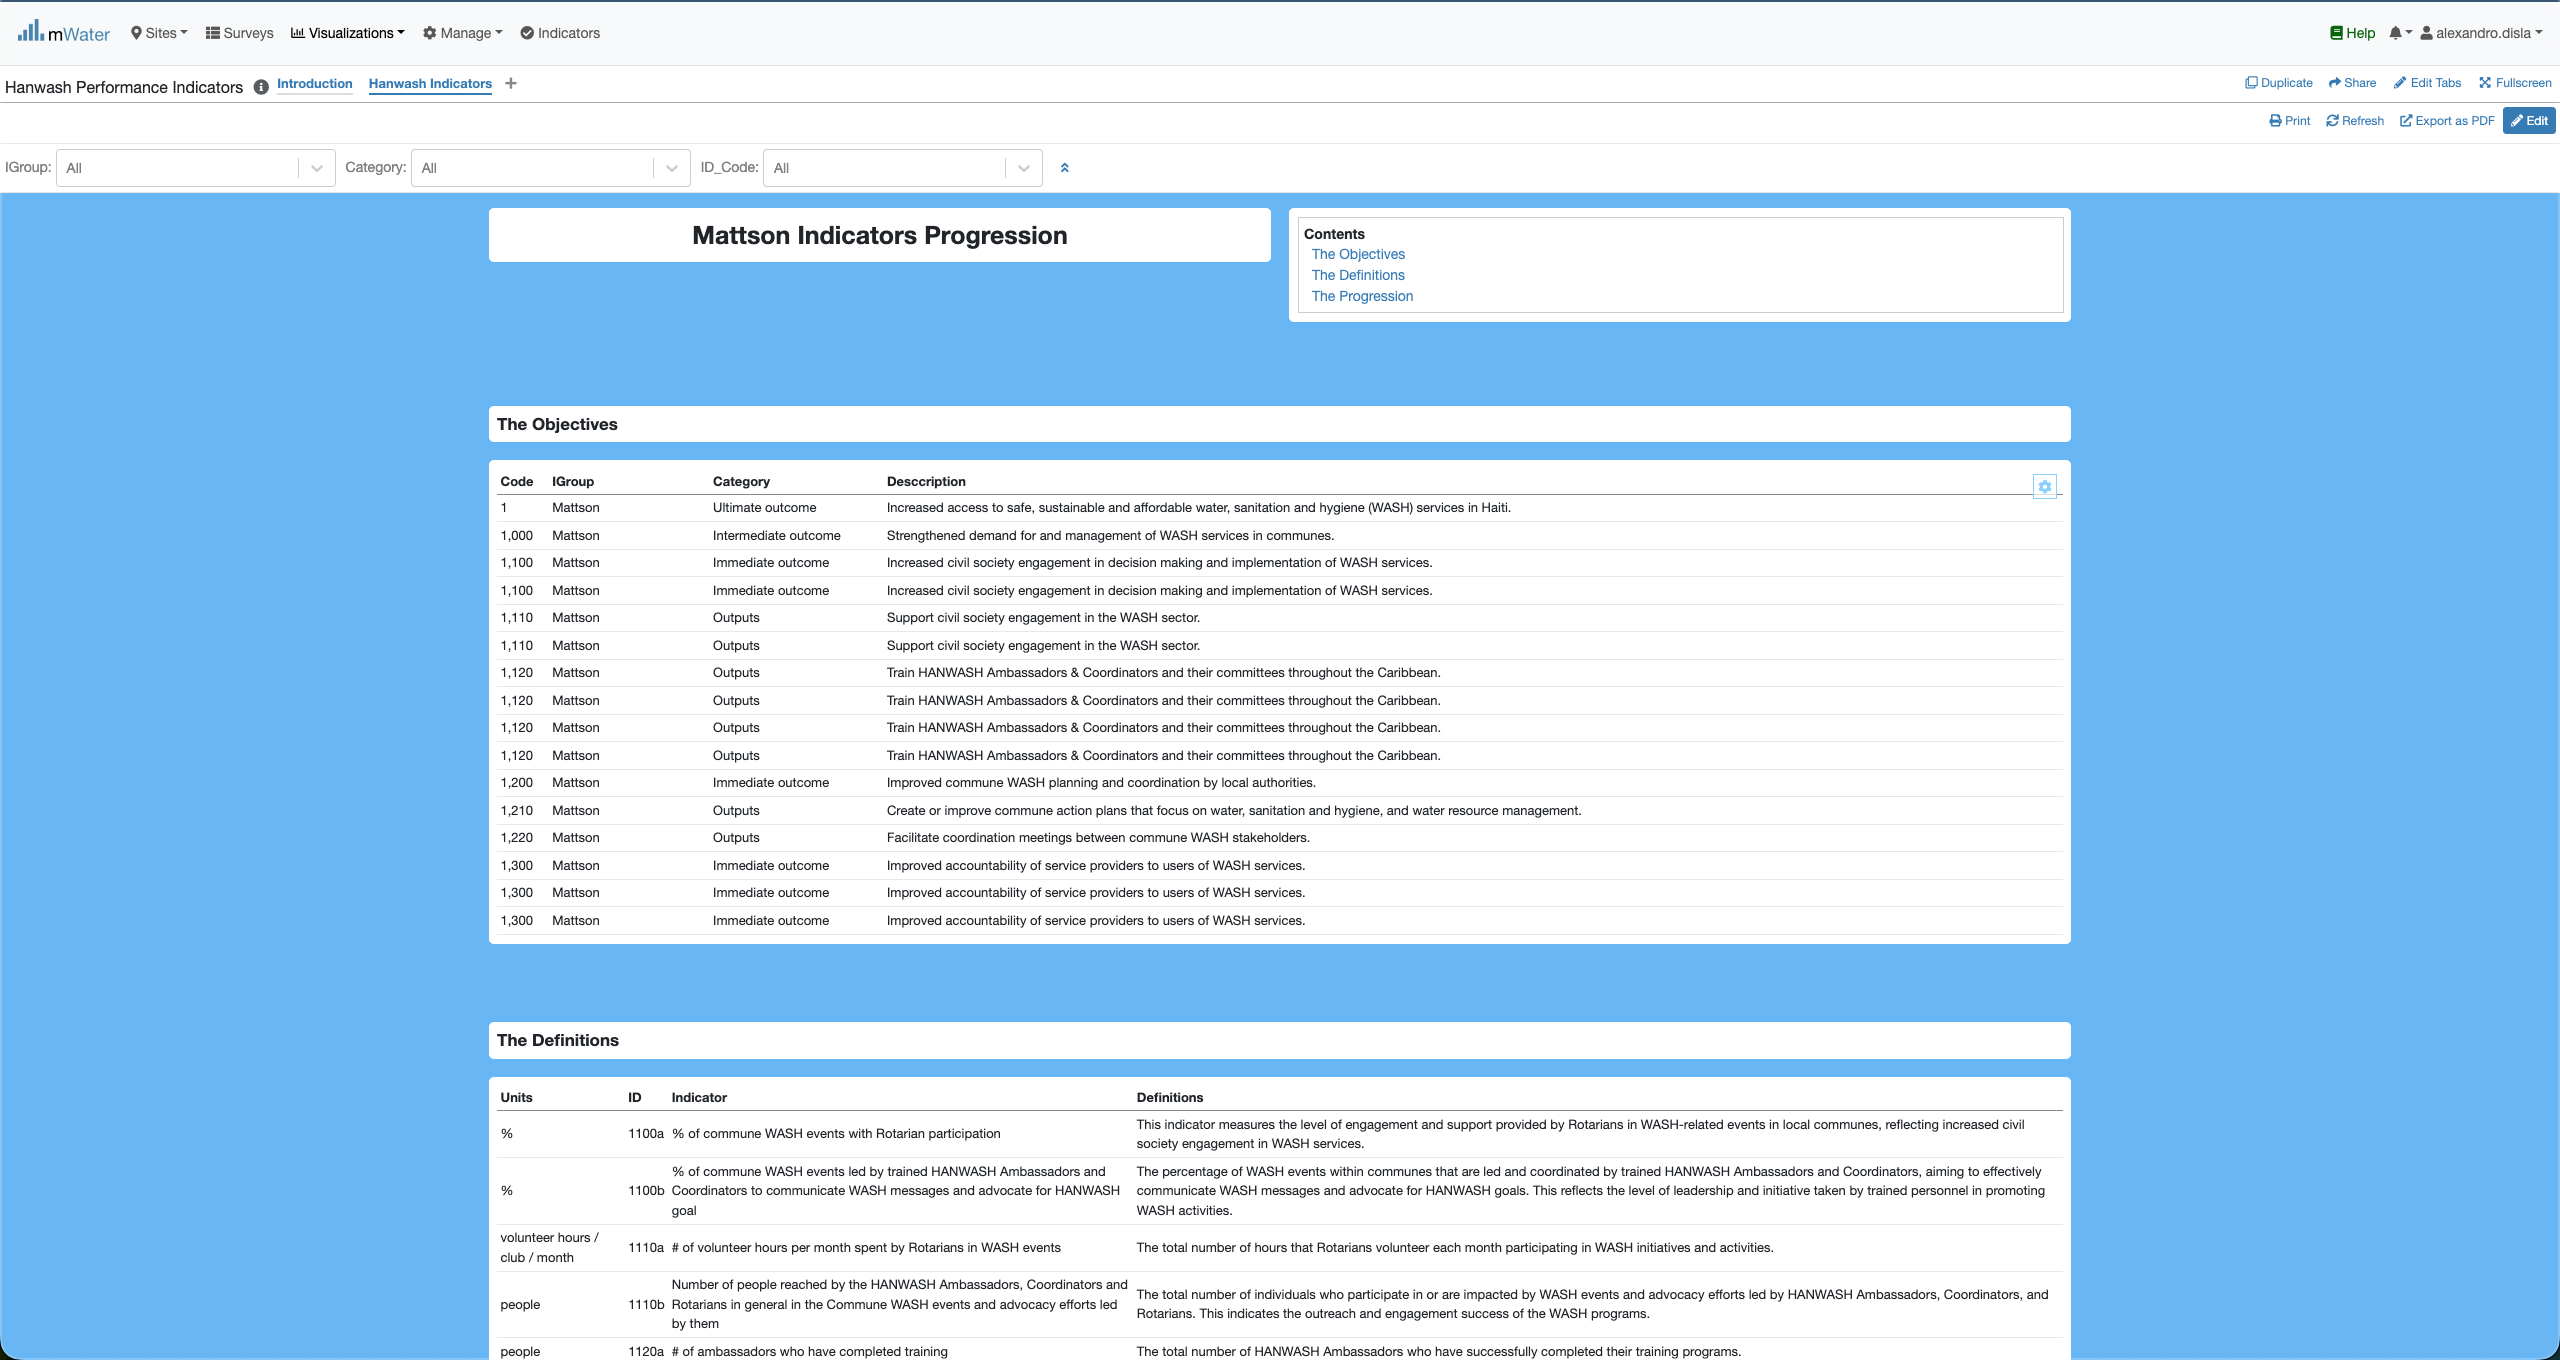 mWater Sites Surveys Visualizations Manage Indicators Help alexandro.disla
Hanwash Performance Indicators Introduction Hanwash Indicators + Duplicate Share Edit Tabs Fullscreen
Print Refresh Export as PDF Edit
IGroup: All Category: All ID_Code: All
Mattson Indicators Progression
Contents
The Objectives
The Definitions
The Progression
The Objectives
Code IGroup Category Desccription
1 Mattson Ultimate outcome Increased access to safe, sustainable and affordable water, sanitation and hygiene (WASH) services in Haiti.
1,000 Mattson Intermediate outcome Strengthened demand for and management of WASH services in communes.
1,100 Mattson Immediate outcome Increased civil society engagement in decision making and implementation of WASH services.
1,100 Mattson Immediate outcome Increased civil society engagement in decision making and implementation of WASH services.
1,110 Mattson Outputs Support civil society engagement in the WASH sector.
1,110 Mattson Outputs Support civil society engagement in the WASH sector.
1,120 Mattson Outputs Train HANWASH Ambassadors & Coordinators and their committees throughout the Caribbean.
1,120 Mattson Outputs Train HANWASH Ambassadors & Coordinators and their committees throughout the Caribbean.
1,120 Mattson Outputs Train HANWASH Ambassadors & Coordinators and their committees throughout the Caribbean.
1,120 Mattson Outputs Train HANWASH Ambassadors & Coordinators and their committees throughout the Caribbean.
1,200 Mattson Immediate outcome Improved commune WASH planning and coordination by local authorities.
1,210 Mattson Outputs Create or improve commune action plans that focus on water, sanitation and hygiene, and water resource management.
1,220 Mattson Outputs Facilitate coordination meetings between commune WASH stakeholders.
1,300 Mattson Immediate outcome Improved accountability of service providers to users of WASH services.
1,300 Mattson Immediate outcome Improved accountability of service providers to users of WASH services.
1,300 Mattson Immediate outcome Improved accountability of service providers to users of WASH services.
The Definitions
Units ID Indicator Definitions
% 1100a % of commune WASH events with Rotarian participation
This indicator measures the level of engagement and support provided by Rotarians in WASH-related events in local communes, reflecting increased civil
society engagement in WASH services.
% 1100b
% of commune WASH events led by trained HANWASH Ambassadors and
Coordinators to communicate WASH messages and advocate for HANWASH
goal
The percentage of WASH events within communes that are led and coordinated by trained HANWASH Ambassadors and Coordinators, aiming to effectively
communicate WASH messages and advocate for HANWASH goals. This reflects the level of leadership and initiative taken by trained personnel in promoting
WASH activities.
volunteer hours /
club / month
1110a # of volunteer hours per month spent by Rotarians in WASH events The total number of hours that Rotarians volunteer each month participating in WASH initiatives and activities.
people 1110b
Number of people reached by the HANWASH Ambassadors, Coordinators and
Rotarians in general in the Commune WASH events and advocacy efforts led
by them
The total number of individuals who participate in or are impacted by WASH events and advocacy efforts led by HANWASH Ambassadors, Coordinators, and
Rotarians. This indicates the outreach and engagement success of the WASH programs.
people 1120a # of ambassadors who have completed training The total number of HANWASH Ambassadors who have successfully completed their training programs.